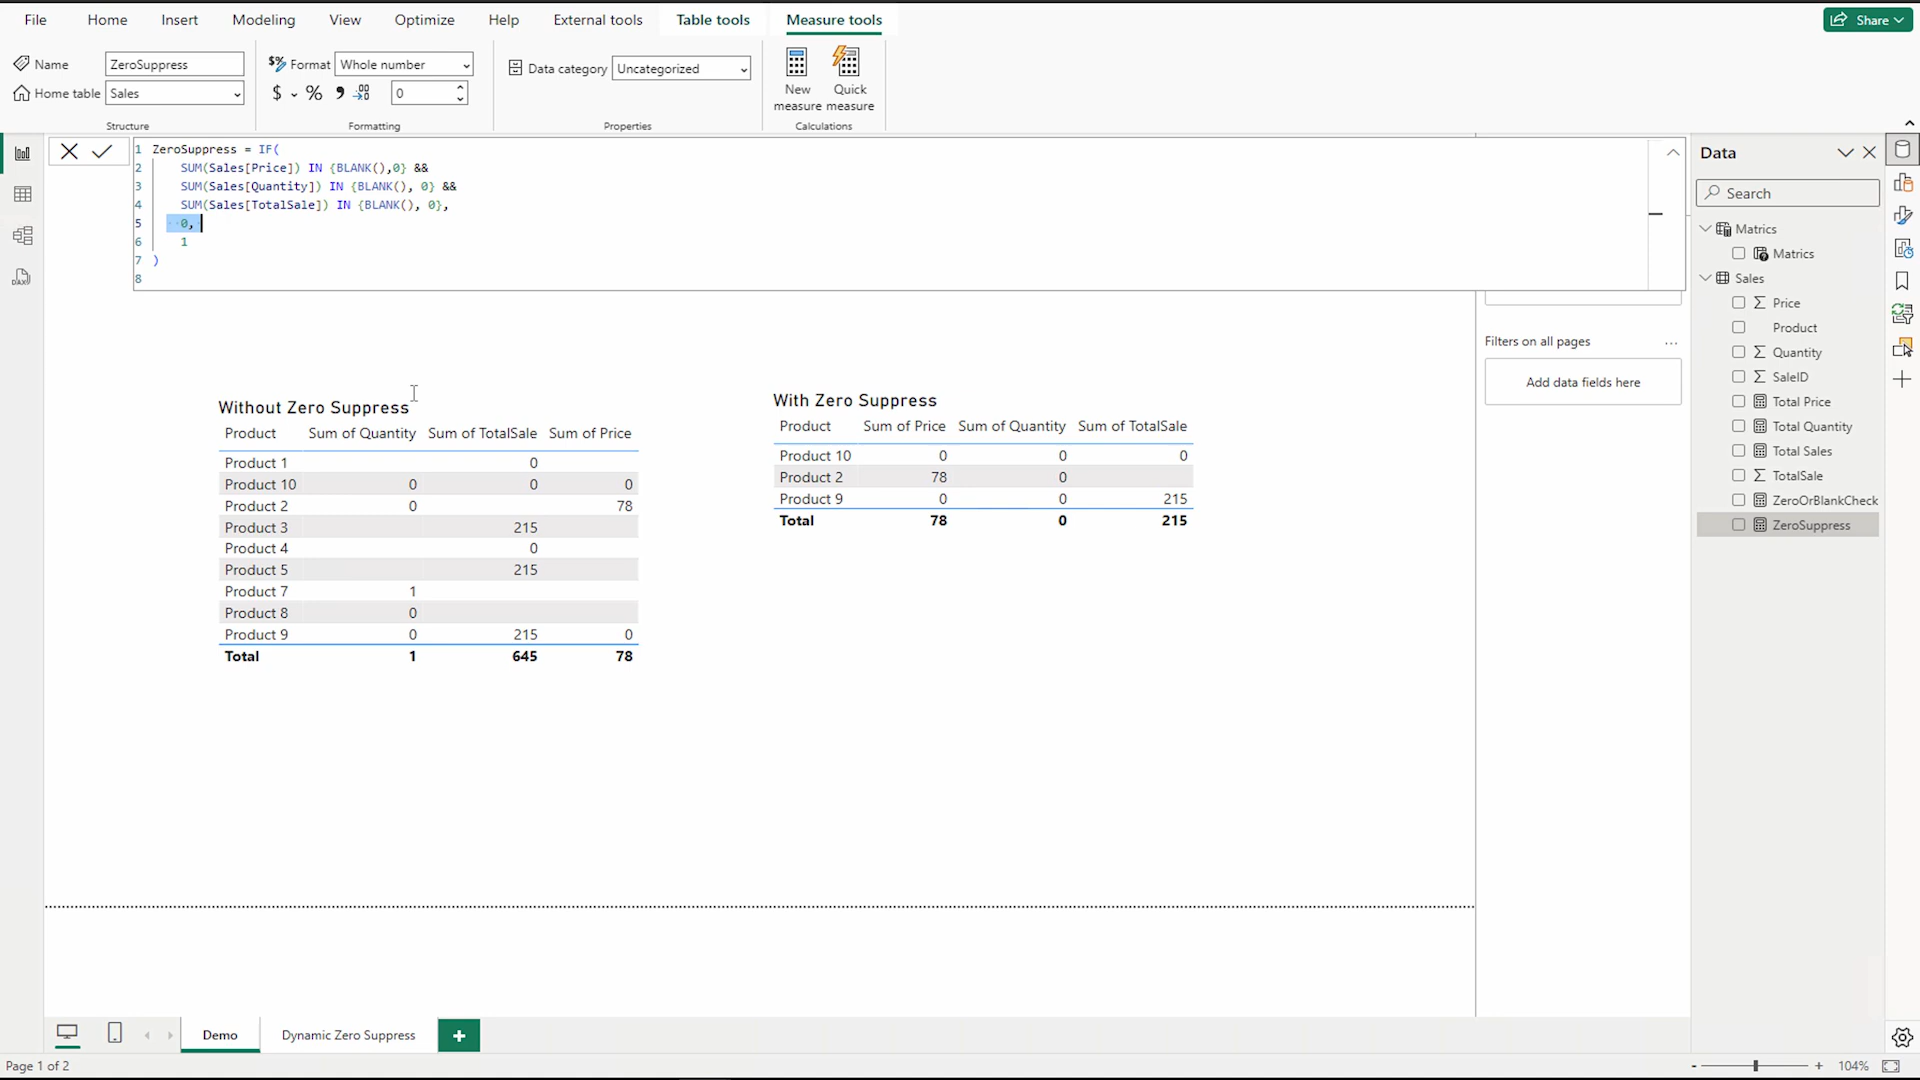 File Home Insert Modeling View Optimize Help External tools Table tools Measure tools Share
Name ZeroSuppress
Home table Sales
Structure
Format Whole number
$ % 0
Formatting
Data category Uncategorized
Properties
New measure
Quick measure
Calculations
1 ZeroSuppress = IF(
2 SUM(Sales[Price]) IN {BLANK(),0} &&
3 SUM(Sales[Quantity]) IN {BLANK(), 0} &&
4 SUM(Sales[TotalSale]) IN {BLANK(), 0},
5 0,
6 1
7 )
8
Without Zero Suppress
Product Sum of Quantity Sum of TotalSale Sum of Price
Product 1 0
Product 10 0 0 0
Product 2 0 78
Product 3 215
Product 4 0
Product 5 215
Product 7 1
Product 8 0
Product 9 0 215 0
Total 1 645 78
With Zero Suppress
Product Sum of Price Sum of Quantity Sum of TotalSale
Product 10 0 0 0
Product 2 78 0
Product 9 0 0 215
Total 78 0 215
Filters on all pages ...
Add data fields here
Data
Search
Matrics
Matrics
Sales
Price
Product
Quantity
SaleID
Total Price
Total Quantity
Total Sales
TotalSale
ZeroOrBlankCheck
ZeroSuppress
Demo Dynamic Zero Suppress +
Page 1 of 2
- + 104%